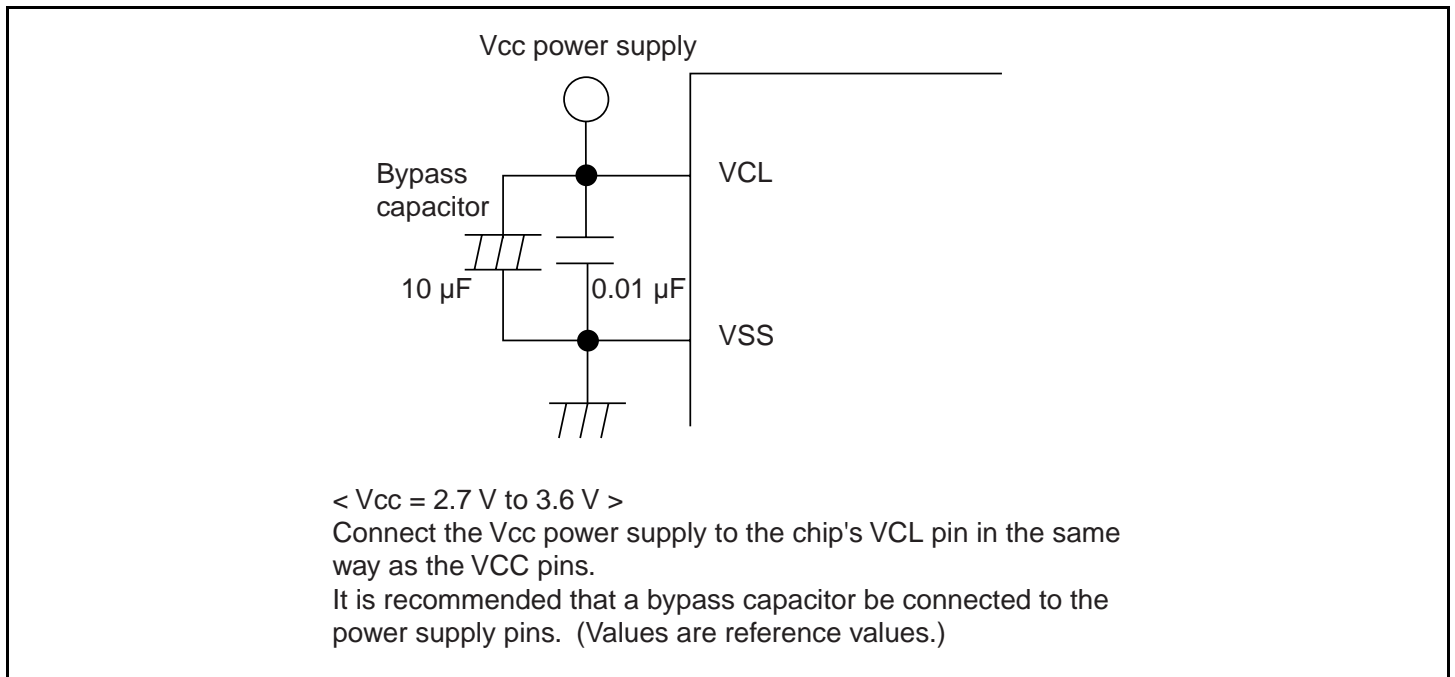 Vcc power supply
Bypass
capacitor
VCL
10 µF
0.01 µF
VSS
< Vcc = 2.7 V to 3.6 V >
Connect the Vcc power supply to the chip's VCL pin in the same
way as the VCC pins.
It is recommended that a bypass capacitor be connected to the
power supply pins.  (Values are reference values.)